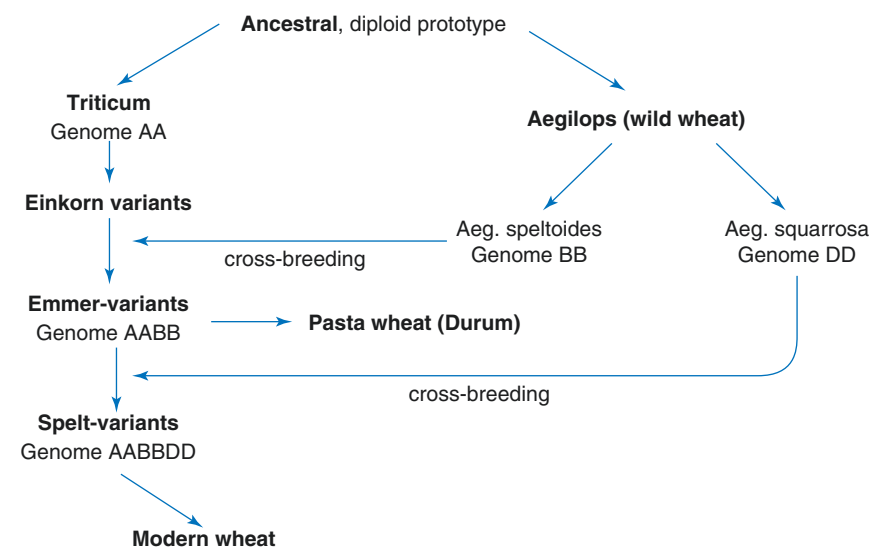 Ancestral, diploid prototype
Triticum
Genome AA
Aegilops (wild wheat)
Einkorn variants
Aeg. speltoides
Genome BB
Aeg. squarrosa
Genome DD
cross-breeding
Emmer-variants
Genome AABB
Pasta wheat (Durum)
cross-breeding
Spelt-variants
Genome AABBDD
Modern wheat